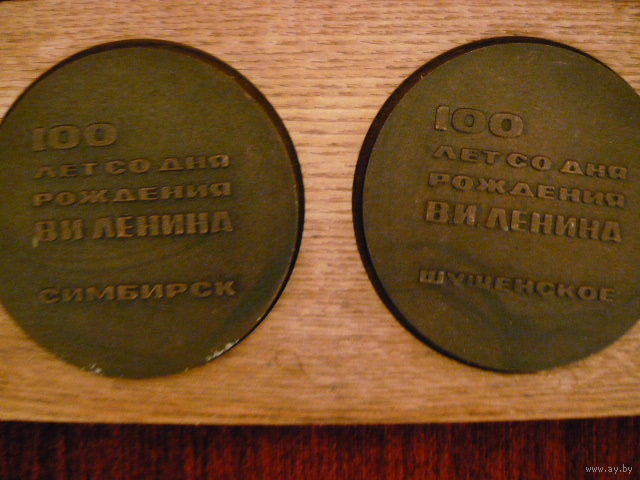 100
ЛЕТ СО ДНЯ
РОЖДЕНИЯ
В.И.ЛЕНИНА
СИМБИРСК
100
ЛЕТ СО ДНЯ
РОЖДЕНИЯ
В.И.ЛЕНИНА
ШУШЕНСКОЕ
www.ay.by